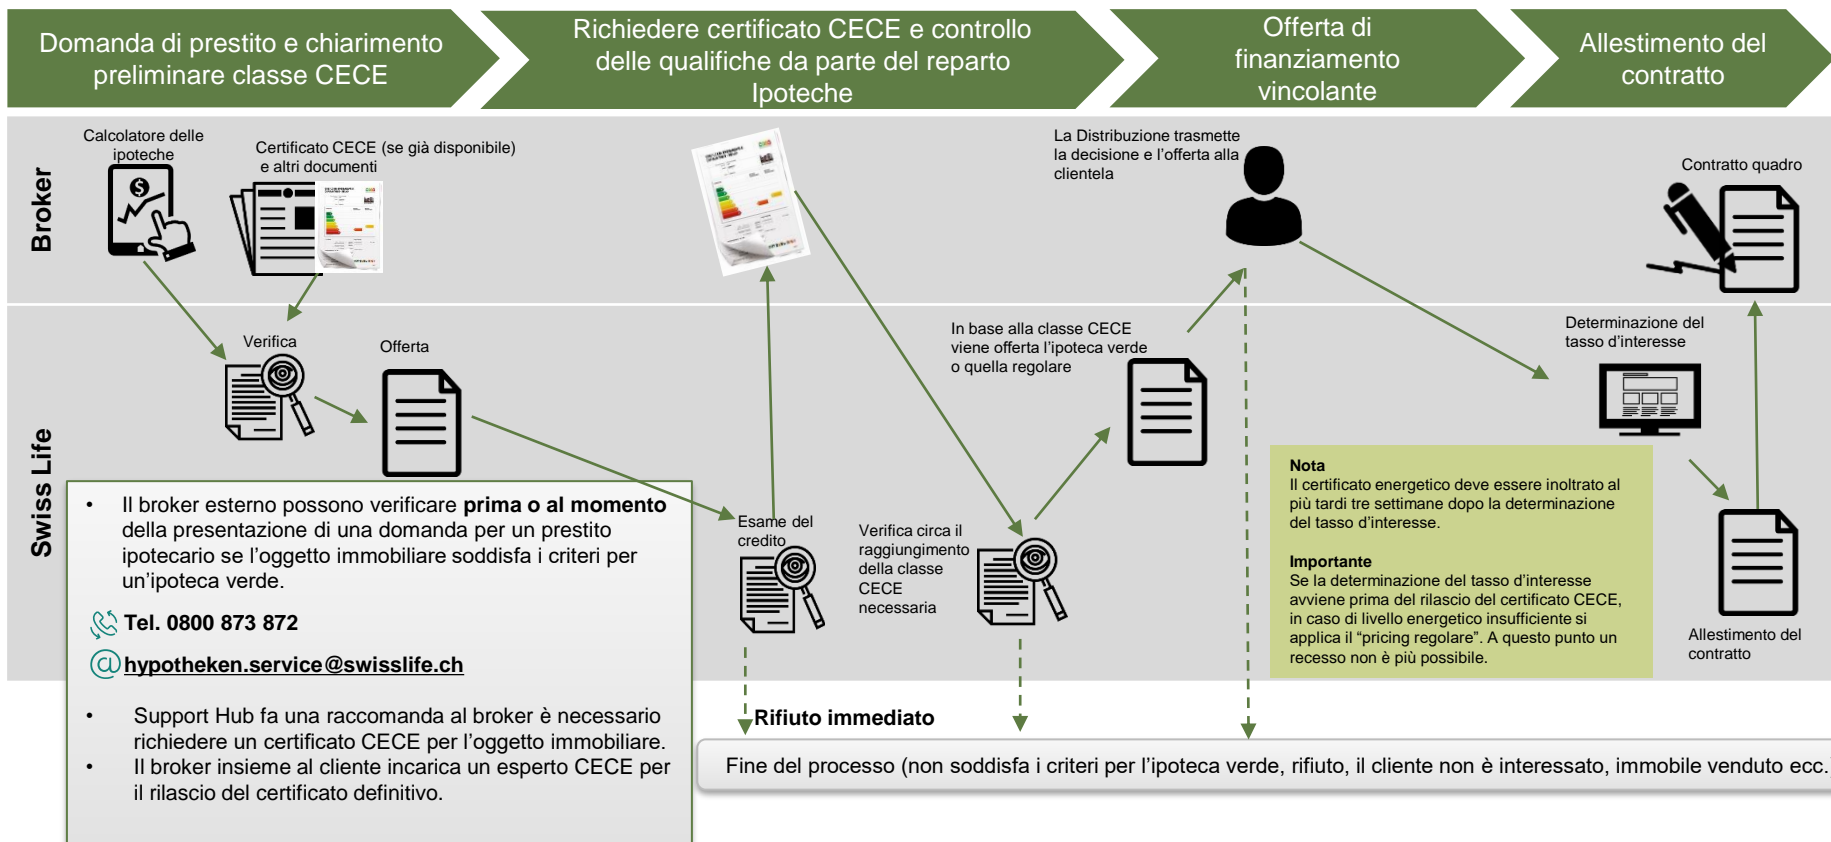 Domanda di prestito e chiarimento
preliminare classe CECE
Richiedere certificato CECE e controllo
delle qualifiche da parte del reparto
Ipoteche
Offerta di
finanziamento
vincolante
Allestimento del
contratto
Broker
Calcolatore delle
ipoteche
Certificato CECE (se già disponibile)
e altri documenti
La Distribuzione trasmette
la decisione e l'offerta alla
clientela
Contratto quadro
Swiss Life
Verifica
Offerta
In base alla classe CECE
viene offerta l'ipoteca verde
o quella regolare
Determinazione del
tasso d'interesse
Esame del
credito
Verifica circa il
raggiungimento
della classe
CECE
necessaria
Nota
Il certificato energetico deve essere inoltrato al
più tardi tre settimane dopo la determinazione
del tasso d'interesse.
Importante
Se la determinazione del tasso d'interesse
avviene prima del rilascio del certificato CECE,
in caso di livello energetico insufficiente si
applica il “pricing regolare”. A questo punto un
recesso non è più possibile.
Allestimento del
contratto
• Il broker esterno possono verificare prima o al momento
della presentazione di una domanda per un prestito
ipotecario se l'oggetto immobiliare soddisfa i criteri per
un'ipoteca verde.
Tel. 0800 873 872
hypotheken.service@swisslife.ch
• Support Hub fa una raccomanda al broker è necessario
richiedere un certificato CECE per l'oggetto immobiliare.
• Il broker insieme al cliente incarica un esperto CECE per
il rilascio del certificato definitivo.
Rifiuto immediato
Fine del processo (non soddisfa i criteri per l'ipoteca verde, rifiuto, il cliente non è interessato, immobile venduto ecc.